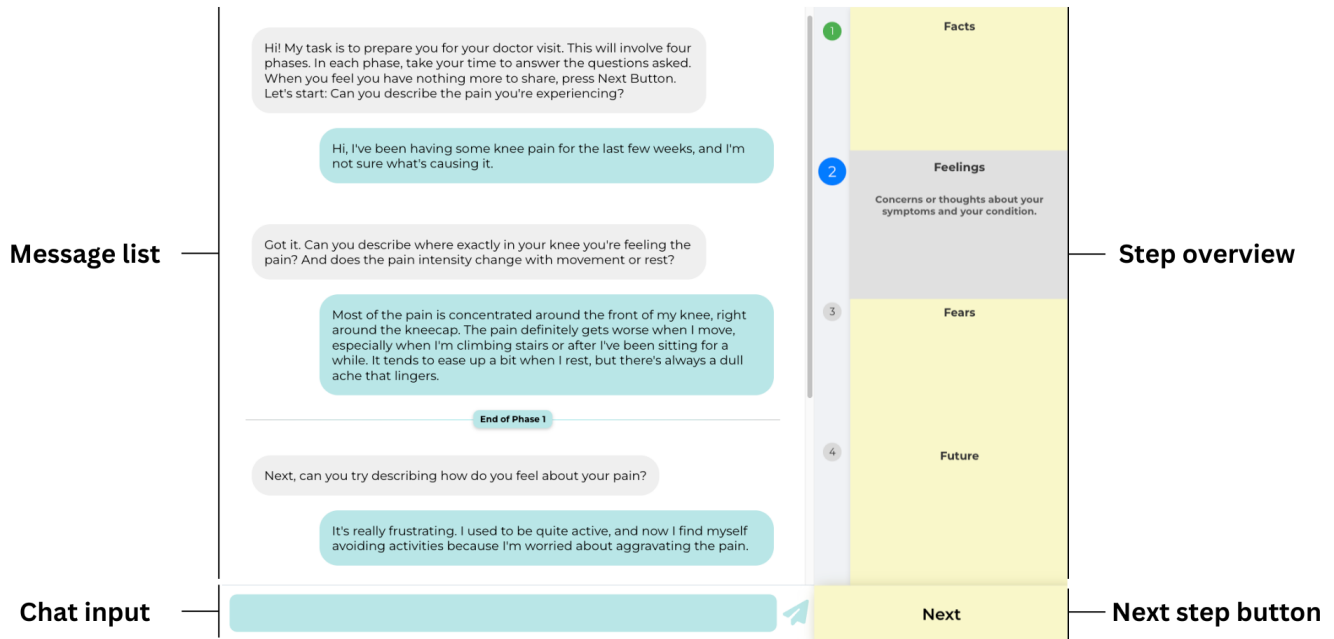 Message list
Hi! My task is to prepare you for your doctor visit. This will involve four
phases. In each phase, take your time to answer the questions asked.
When you feel you have nothing more to share, press Next Button.
Let's start: Can you describe the pain you're experiencing?
Hi, I've been having some knee pain for the last few weeks, and I'm
not sure what's causing it.
Got it. Can you describe where exactly in your knee you're feeling the
pain? And does the pain intensity change with movement or rest?
Most of the pain is concentrated around the front of my knee, right
around the kneecap. The pain definitely gets worse when I move,
especially when I'm climbing stairs or after I've been sitting for a
while. It tends to ease up a bit when I rest, but there's always a dull
ache that lingers.
End of Phase 1
Next, can you try describing how do you feel about your pain?
It's really frustrating. I used to be quite active, and now I find myself
avoiding activities because I'm worried about aggravating the pain.
1
Facts
2
Feelings
Concerns or thoughts about your
symptoms and your condition.
3
Fears
4
Future
Step overview
Chat input
Next
Next step button